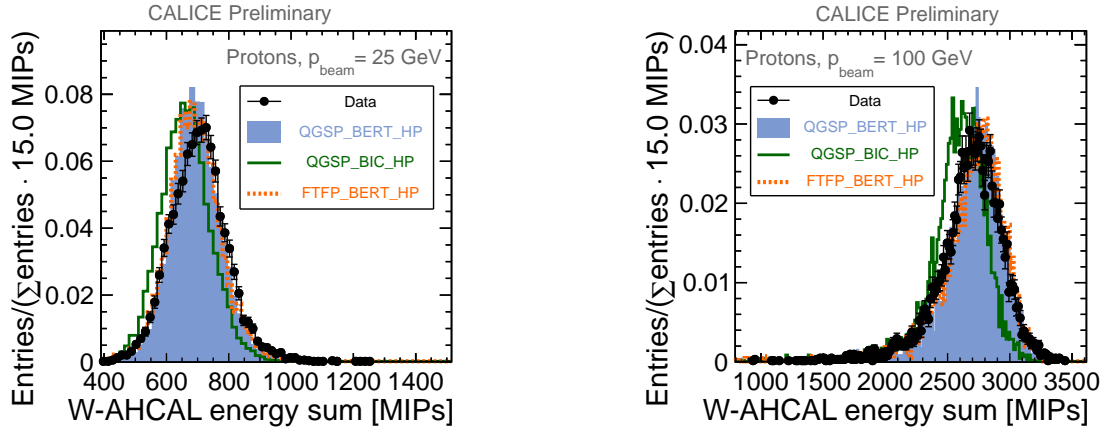 CALICE Preliminary
Entries/(∑entries · 15.0 MIPs)
Protons, p_beam = 25 GeV
Data
QGSP_BERT_HP
QGSP_BIC_HP
FTFP_BERT_HP
0.08
0.06
0.04
0.02
0
400 600 800 1000 1200 1400
W-AHCAL energy sum [MIPs]
CALICE Preliminary
Entries/(∑entries · 15.0 MIPs)
Protons, p_beam = 100 GeV
Data
QGSP_BERT_HP
QGSP_BIC_HP
FTFP_BERT_HP
0.04
0.03
0.02
0.01
0
1000 1500 2000 2500 3000 3500
W-AHCAL energy sum [MIPs]